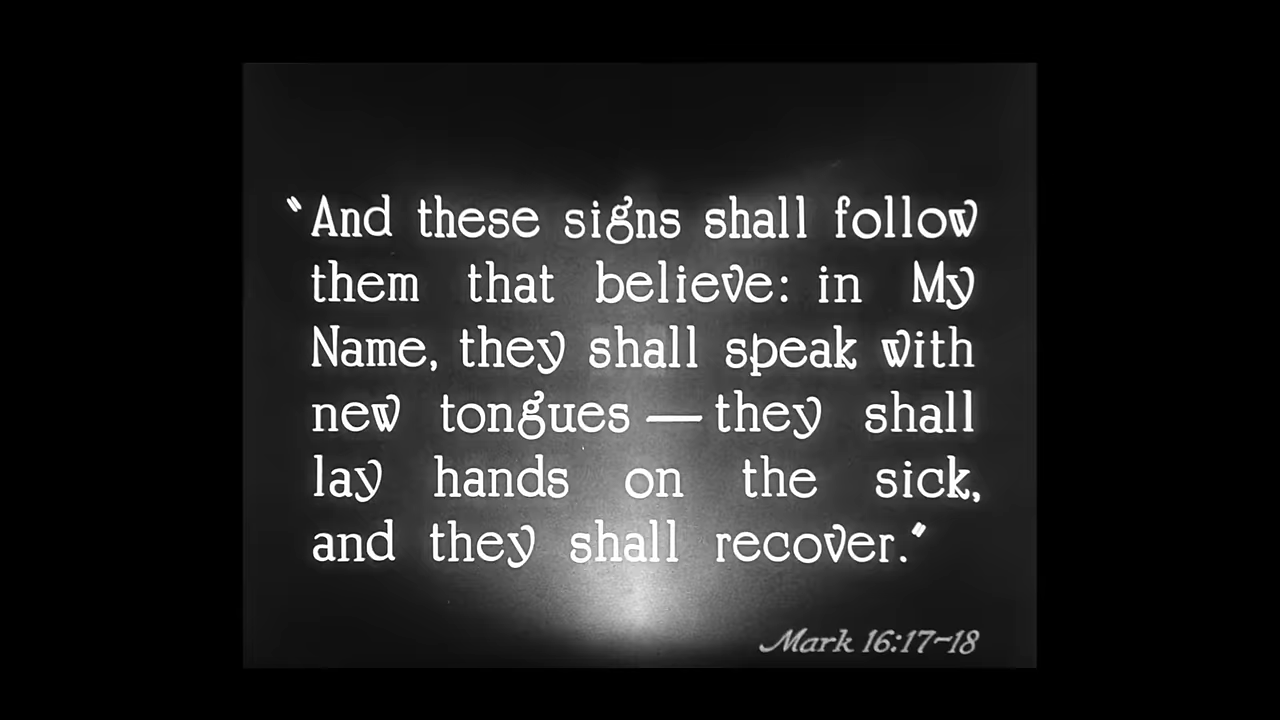 "And these signs shall follow
them that believe: in My
Name, they shall speak with
new tongues — they shall
lay hands on the sick,
and they shall recover."
Mark 16:17-18